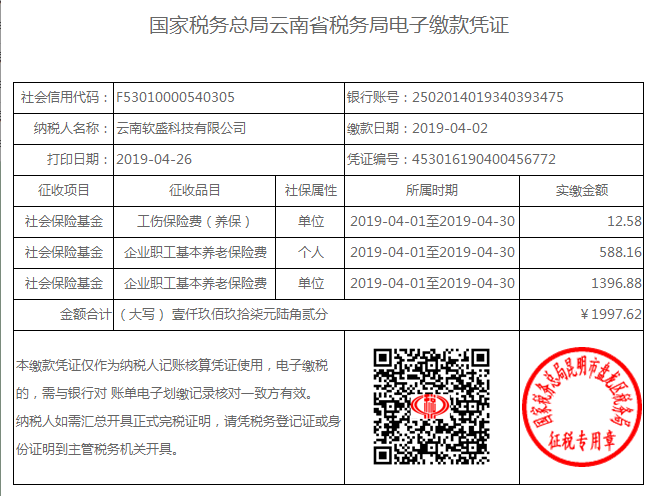 国家税务总局云南省税务局电子缴款凭证
社会信用代码：F53010000540305 银行账号：2502014019340393475
纳税人名称：云南软盛科技有限公司 缴款日期：2019-04-02
打印日期：2019-04-26 凭证编号：453016190400456772
征收项目 征收品目 社保属性 所属时期 实缴金额
社会保险基金 工伤保险费（养保） 单位 2019-04-01至2019-04-30 12.58
社会保险基金 企业职工基本养老保险费 个人 2019-04-01至2019-04-30 588.16
社会保险基金 企业职工基本养老保险费 单位 2019-04-01至2019-04-30 1396.88
金额合计 （大写） 壹仟玖佰玖拾柒元陆角贰分 ￥1997.62
本缴款凭证仅作为纳税人记账核算凭证使用，电子缴税
的，需与银行对 账单电子划缴记录核对一致方有效。
纳税人如需汇总开具正式完税证明，请凭税务登记证或身
份证明到主管税务机关开具。
税
国家税务总局昆明市盘龙区税务局
征税专用章